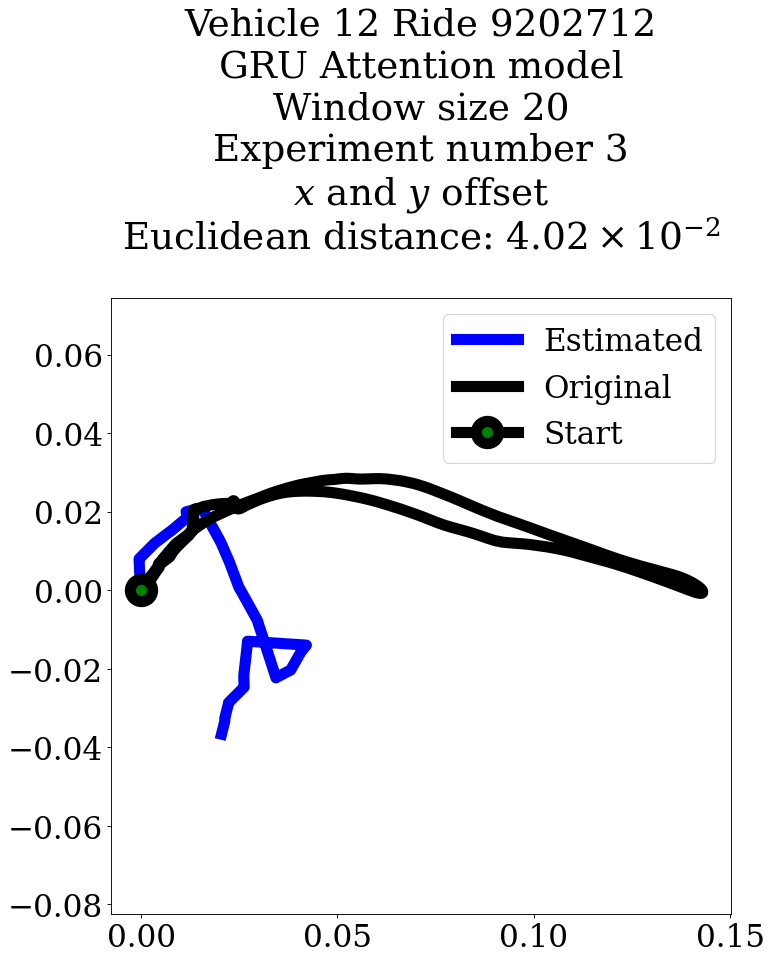 Vehicle 12 Ride 9202712
GRU Attention model
Window size 20
Experiment number 3
x and y offset
Euclidean distance: 4.02 × 10⁻²
Estimated
Original
Start
0.06
0.04
0.02
0.00
−0.02
−0.04
−0.06
−0.08
0.00 0.05 0.10 0.15